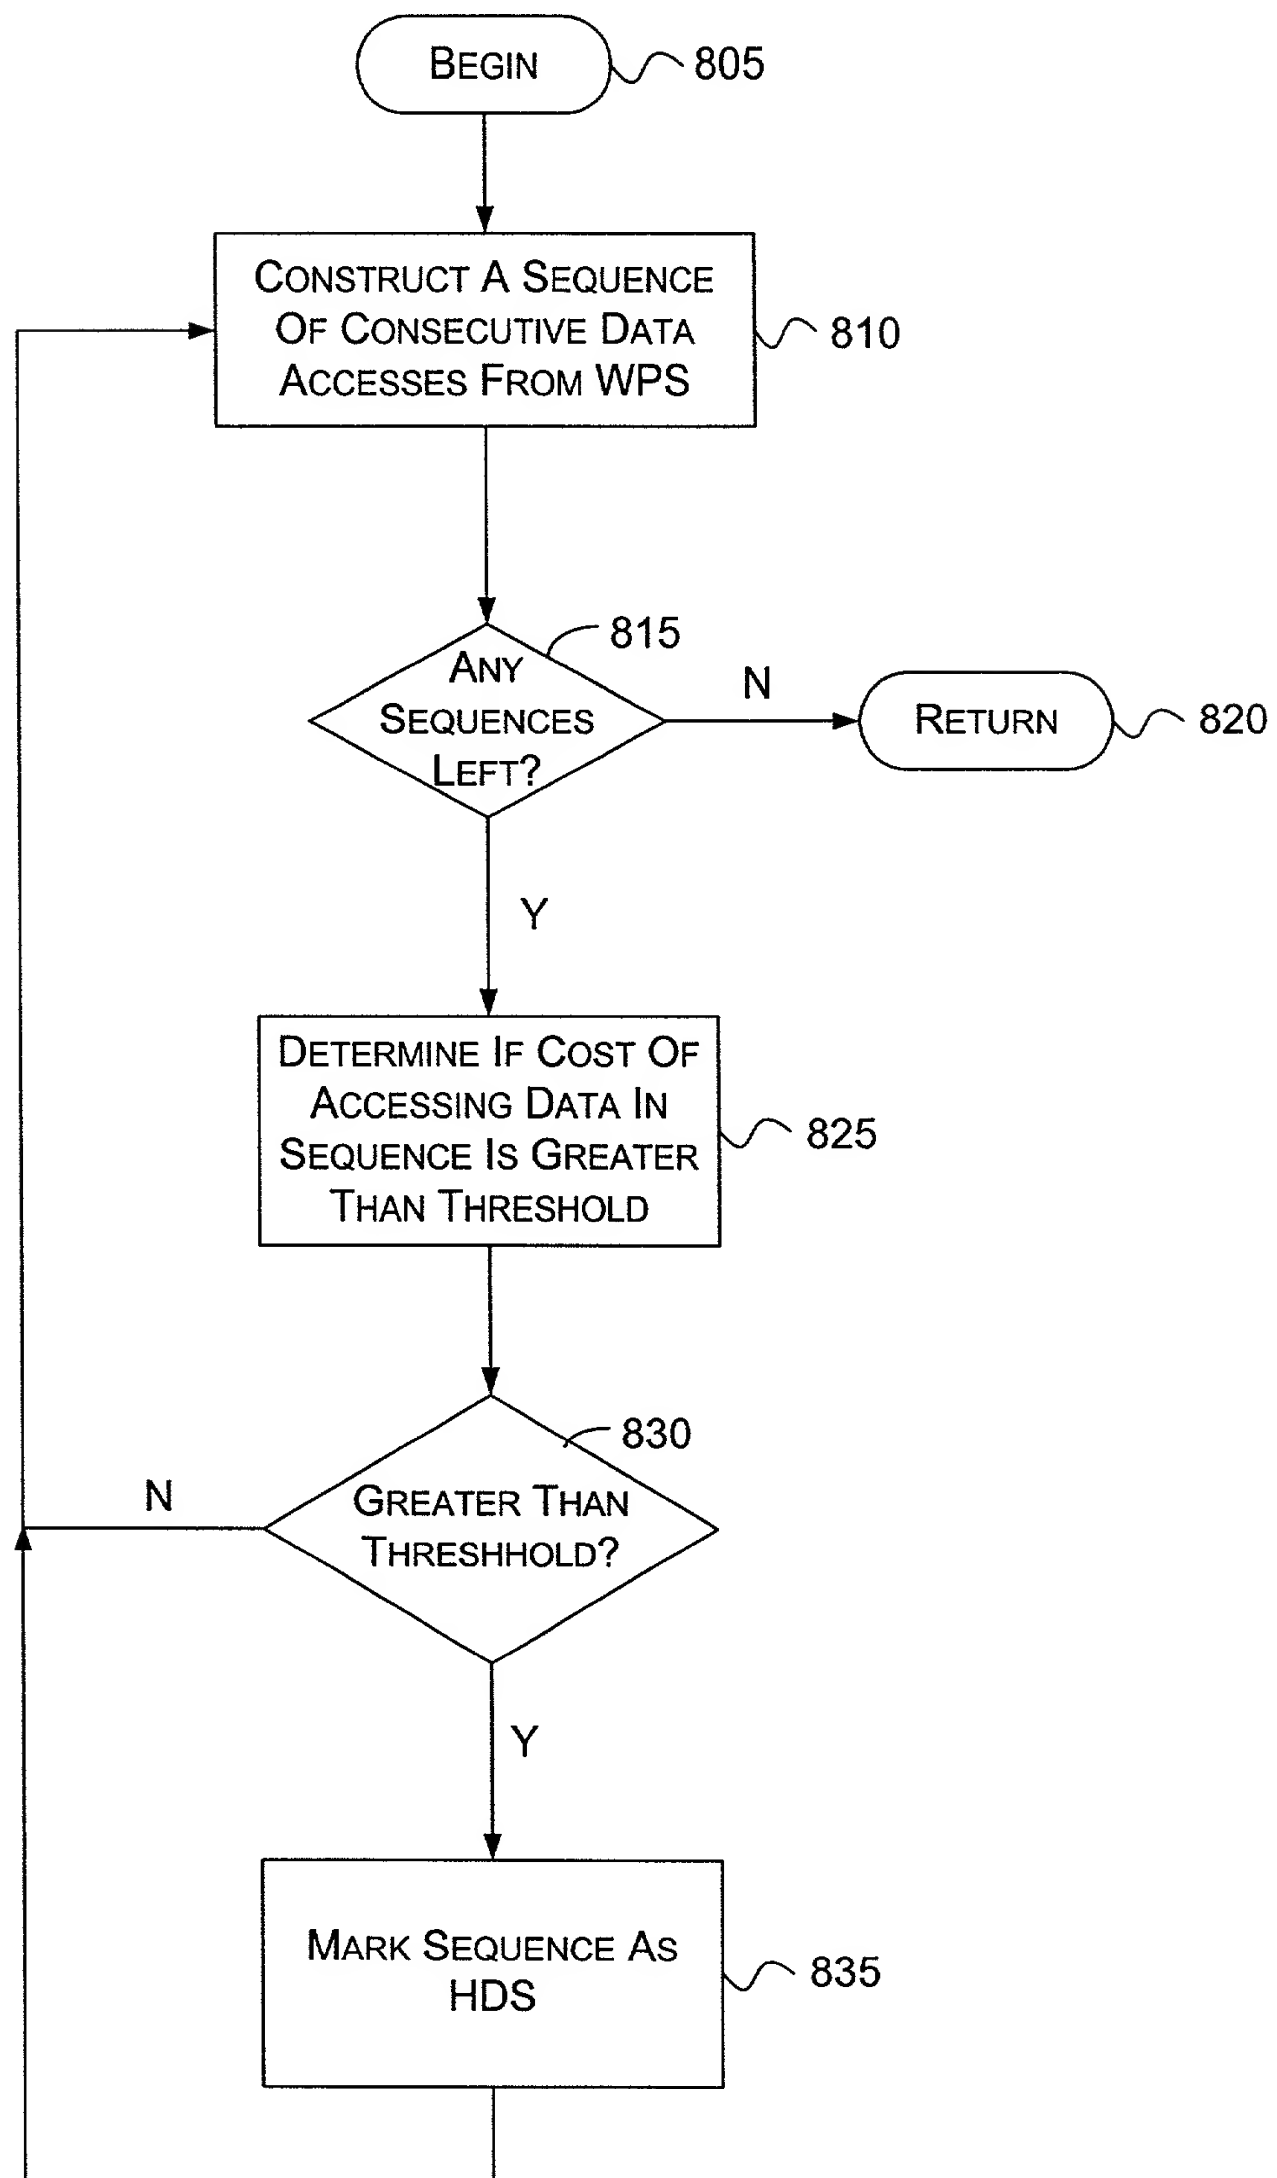 BEGIN
805
CONSTRUCT A SEQUENCE
OF CONSECUTIVE DATA
ACCESSES FROM WPS
810
815
ANY
SEQUENCES
LEFT?
N
RETURN
820
Y
DETERMINE IF COST OF
ACCESSING DATA IN
SEQUENCE IS GREATER
THAN THRESHOLD
825
830
N
GREATER THAN
THRESHHOLD?
Y
MARK SEQUENCE AS
HDS
835